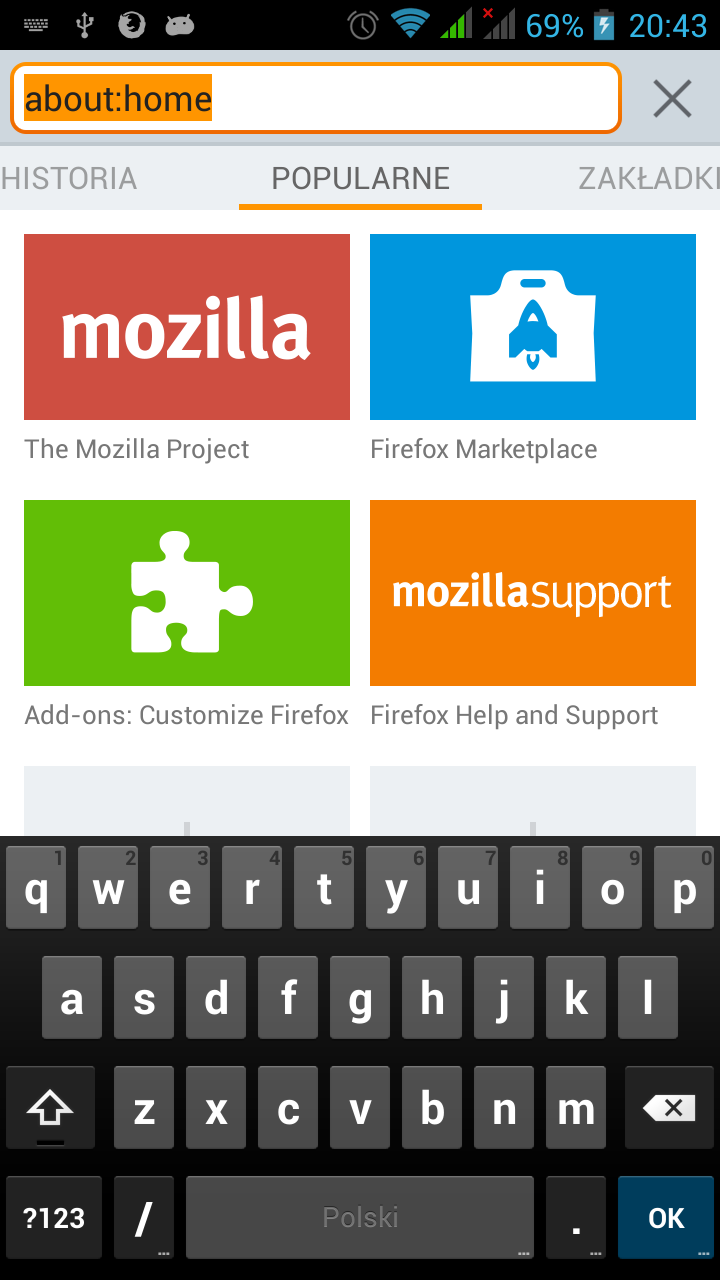 69% 20:43
about:home
HISTORIA POPULARNE ZAKŁADKI
mozilla
The Mozilla Project Firefox Marketplace
mozillasupport
Add-ons: Customize Firefox Firefox Help and Support
1 2 3 4 5 6 7 8 9 0
q w e r t y u i o p
a s d f g h j k l
z x c v b n m
?123 / Polski . OK